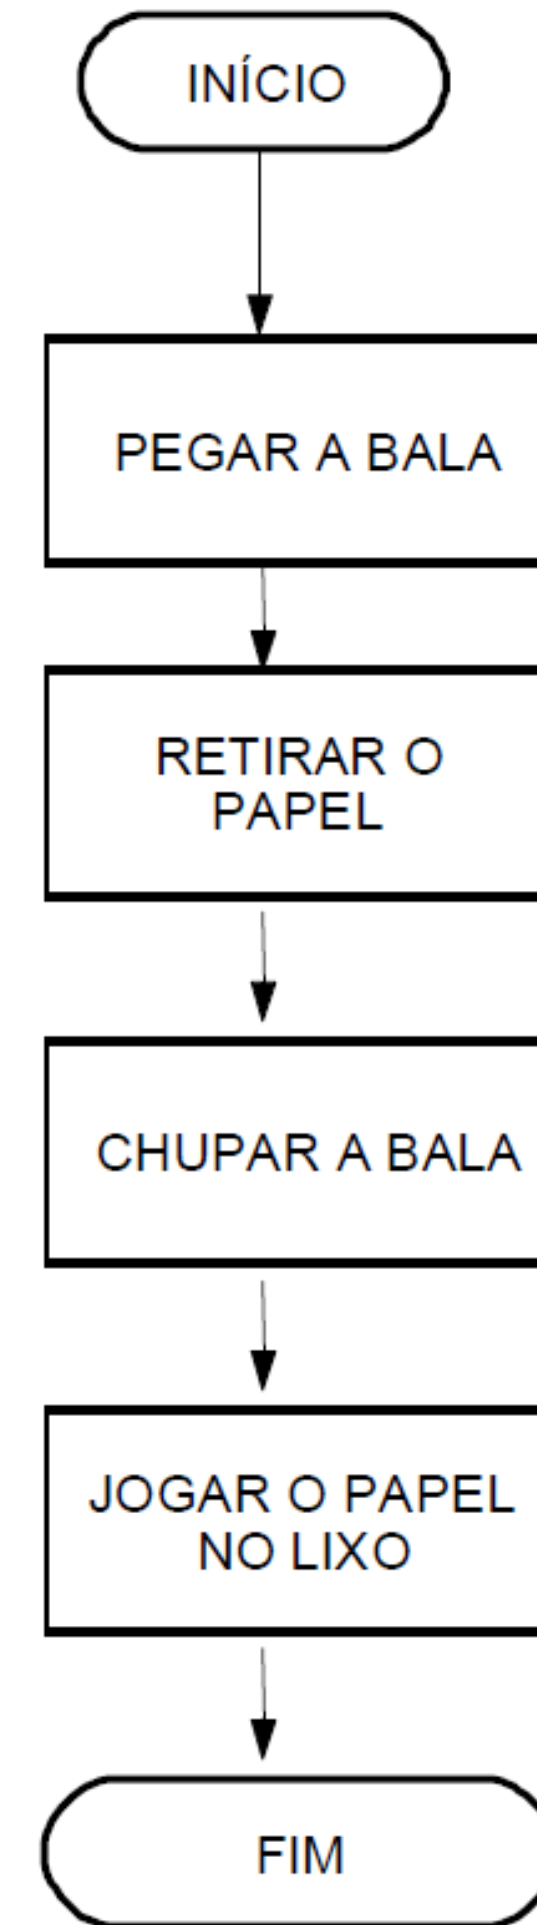 INÍCIO
PEGAR A BALA
RETIRAR O
PAPEL
CHUPAR A BALA
JOGAR O PAPEL
NO LIXO
FIM